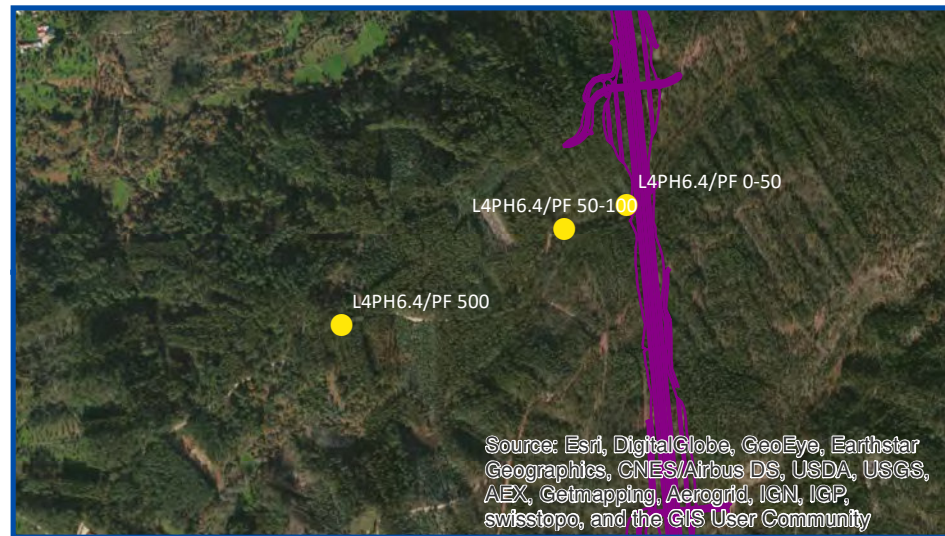 L4PH6.4/PF 0-50
L4PH6.4/PF 50-100
L4PH6.4/PF 500
Source: Esri, DigitalGlobe, GeoEye, Earthstar
Geographics, CNES/Airbus DS, USDA, USGS,
AEX, Getmapping, Aerogrid, IGN, IGP,
swisstopo, and the GIS User Community